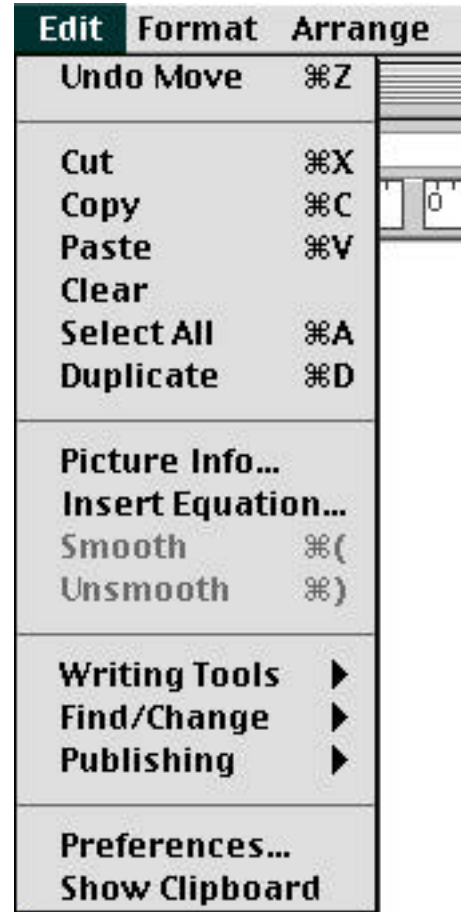 Edit Format Arrange
Undo Move ⌘Z
Cut ⌘X
Copy ⌘C
Paste ⌘V
Clear
Select All ⌘A
Duplicate ⌘D
Picture Info...
Insert Equation...
Smooth ⌘(
Unsmooth ⌘)
Writing Tools ▶
Find/Change ▶
Publishing ▶
Preferences...
Show Clipboard
0